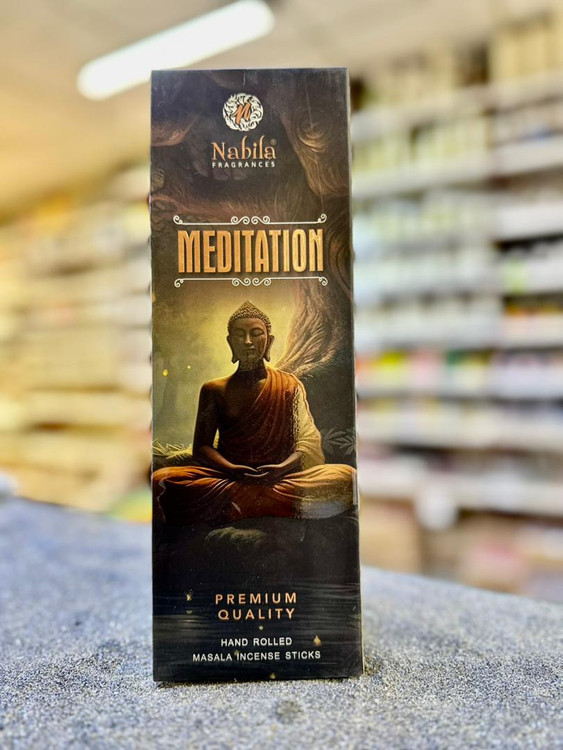 Nabila®
FRAGRANCES
MEDITATION
PREMIUM
QUALITY
HAND ROLLED
MASALA INCENSE STICKS